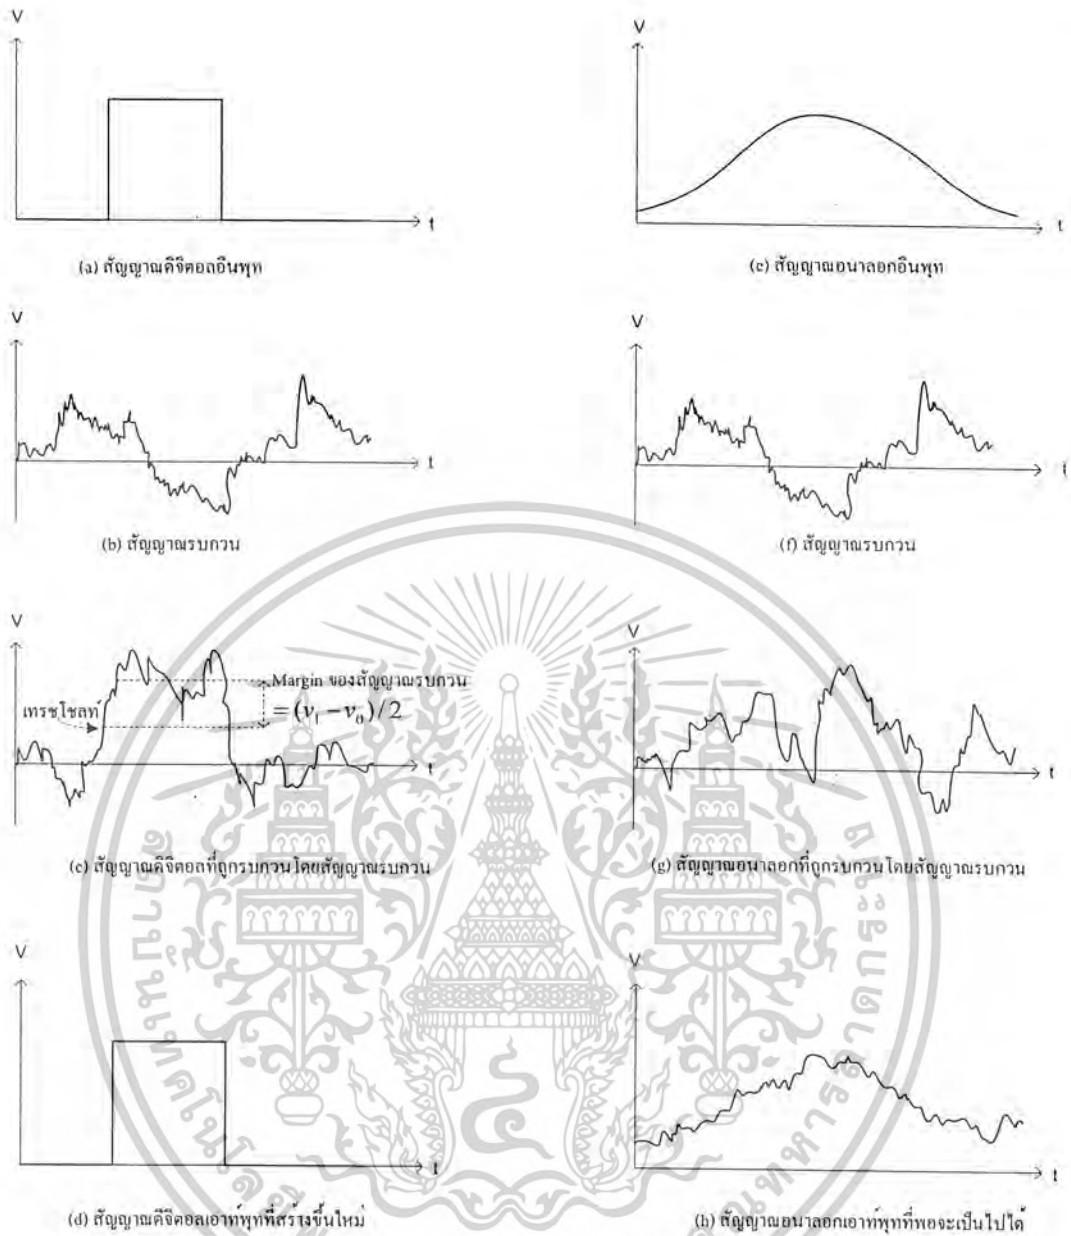 V
t
(a) สัญญาณดิจิตอลอินพุท
V
t
(e) สัญญาณอนาลอกอินพุท
V
t
(b) สัญญาณรบกวน
V
t
(f) สัญญาณรบกวน
V
เทรชโชลท์
Margin ของสัญญาณรบกวน
= (v₁ − v₀)/2
t
(c) สัญญาณดิจิตอลที่ถูกรบกวนโดยสัญญาณรบกวน
V
t
(g) สัญญาณอนาลอกที่ถูกรบกวนโดยสัญญาณรบกวน
V
t
(d) สัญญาณดิจิตอลเอาท์พุทที่สร้างขึ้นใหม่
V
t
(h) สัญญาณอนาลอกเอาท์พุทที่พอจะเป็นไปได้